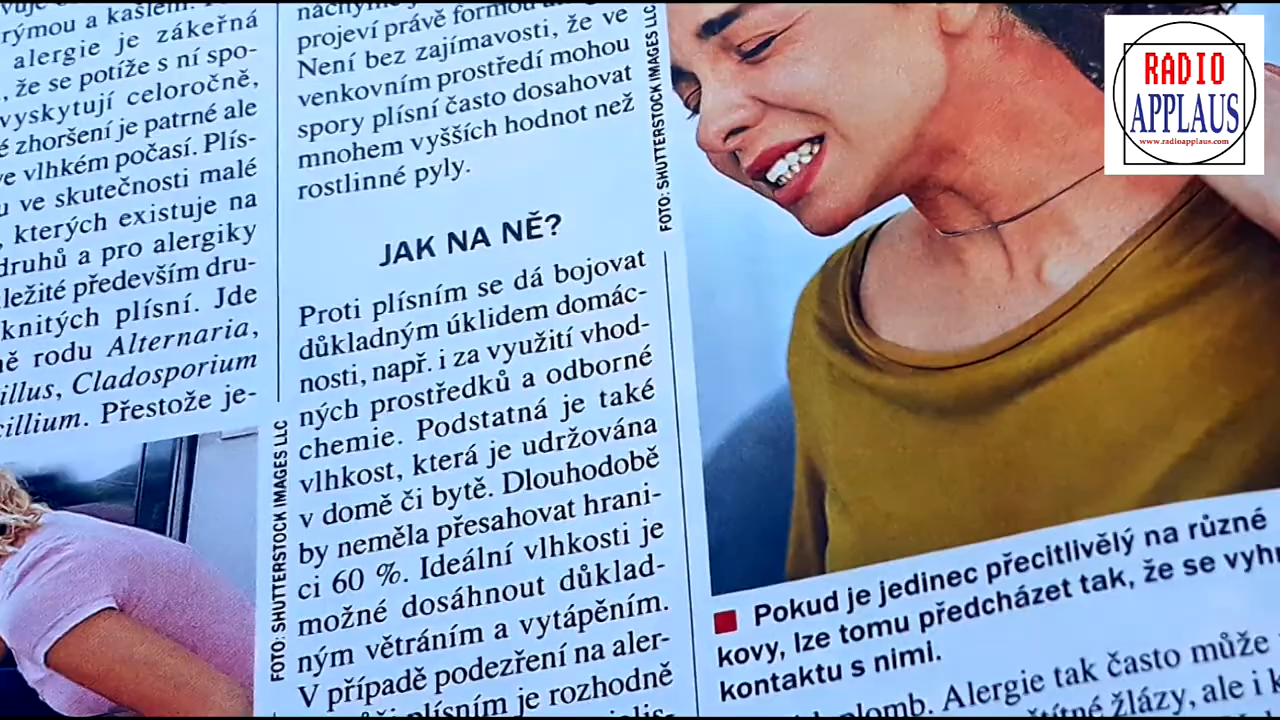 rýmou a kašlem.
alergie je zákeřná
že se potíže s ní spo-
vyskytují celoročně,
zhoršení je patrné ale
ve vlhkém počasí. Plís-
ve skutečnosti malé
kterých existuje na
druhů a pro alergiky
především dru-
plísní. Jde
rodu Alternaria,
Cladosporium
Přestože je-
FOTO: SHUTTERSTOCK IMAGES LLC
projeví právě formou
Není bez zajímavosti, že ve
venkovním prostředí mohou
spory plísní často dosahovat
mnohem vyšších hodnot než
rostlinné pyly.
JAK NA NĚ?
Proti plísním se dá bojovat
důkladným úklidem domác-
nosti, např. i za využití vhod-
ných prostředků a odborné
chemie. Podstatná je také
vlhkost, která je udržována
v domě či bytě. Dlouhodobě
by neměla přesahovat hrani-
ci 60 %. Ideální vlhkosti je
možné dosáhnout důklad-
ným větráním a vytápěním.
V případě podezření na aler-
plísním je rozhodně
FOTO: SHUTTERSTOCK IMAGES LLC
RADIO
APPLAUS
www.radioapplaus.com
Pokud je jedinec přecitlivělý na různé
kovy, lze tomu předcházet tak, že se
kontaktu s nimi.
plomb. Alergie tak často může
žlázy, ale i